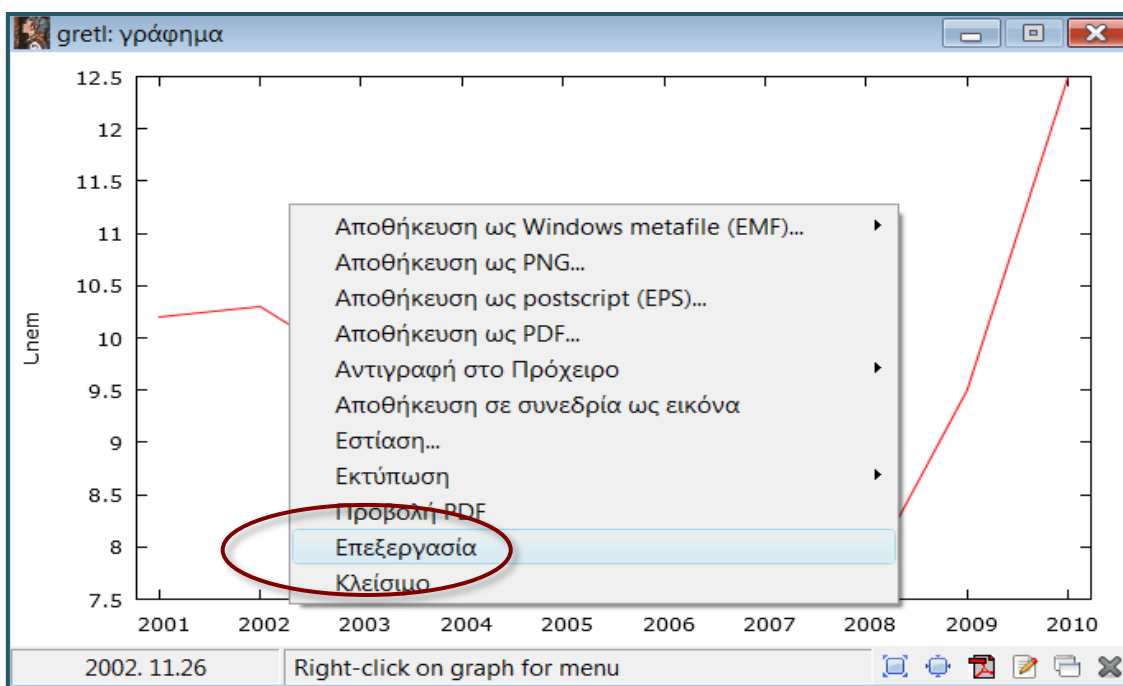 gretl: γράφημα
12.5
12
11.5
11
10.5
10
9.5
9
8.5
8
7.5
Unem
Αποθήκευση ως Windows metafile (EMF)...
Αποθήκευση ως PNG...
Αποθήκευση ως postscript (EPS)...
Αποθήκευση ως PDF...
Αντιγραφή στο Πρόχειρο
Αποθήκευση σε συνεδρία ως εικόνα
Εστίαση...
Εκτύπωση
Προβολή PDF
Επεξεργασία
Κλείσιμο
2001 2002 2003 2004 2005 2006 2007 2008 2009 2010
2002. 11.26 Right-click on graph for menu